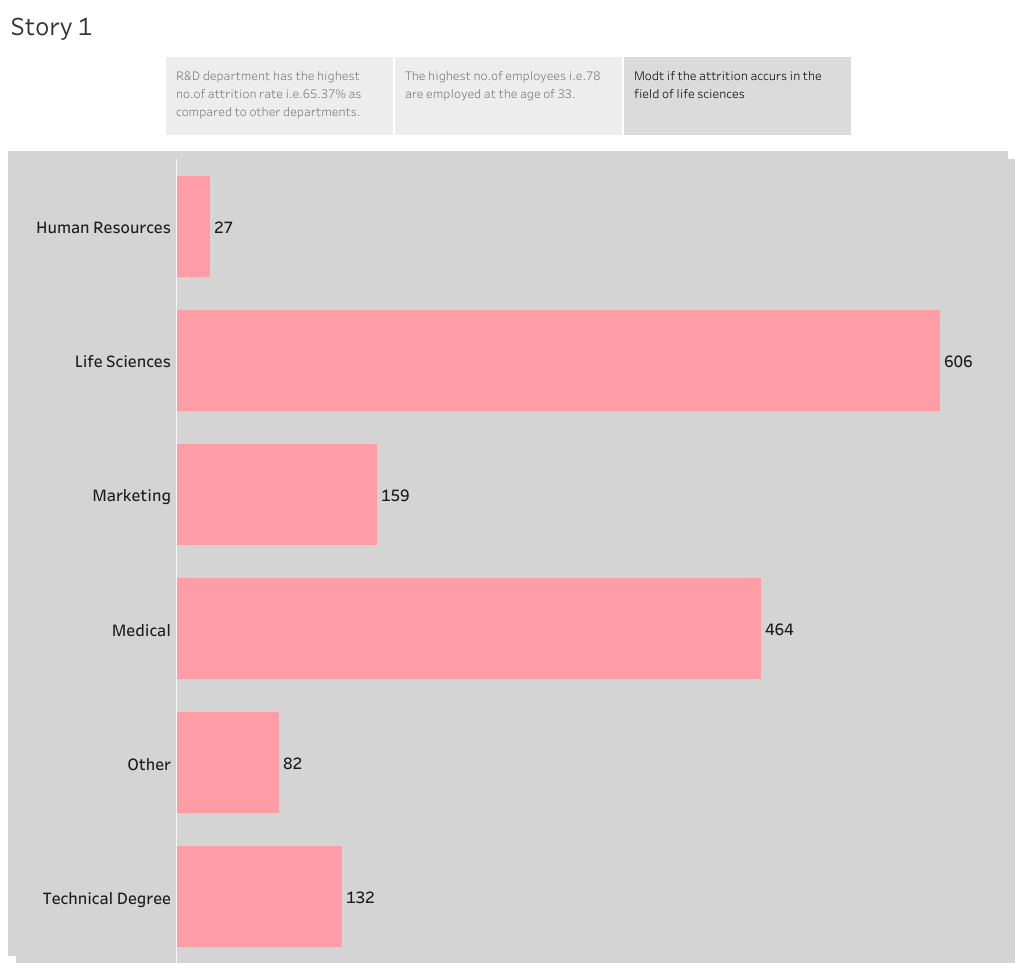 Story 1
R&D department has the highest
no.of attrition rate i.e.65.37% as
compared to other departments.
The highest no.of employees i.e.78
are employed at the age of 33.
Modt if the attrition accurs in the
field of life sciences
Human Resources 27
Life Sciences 606
Marketing 159
Medical 464
Other 82
Technical Degree 132